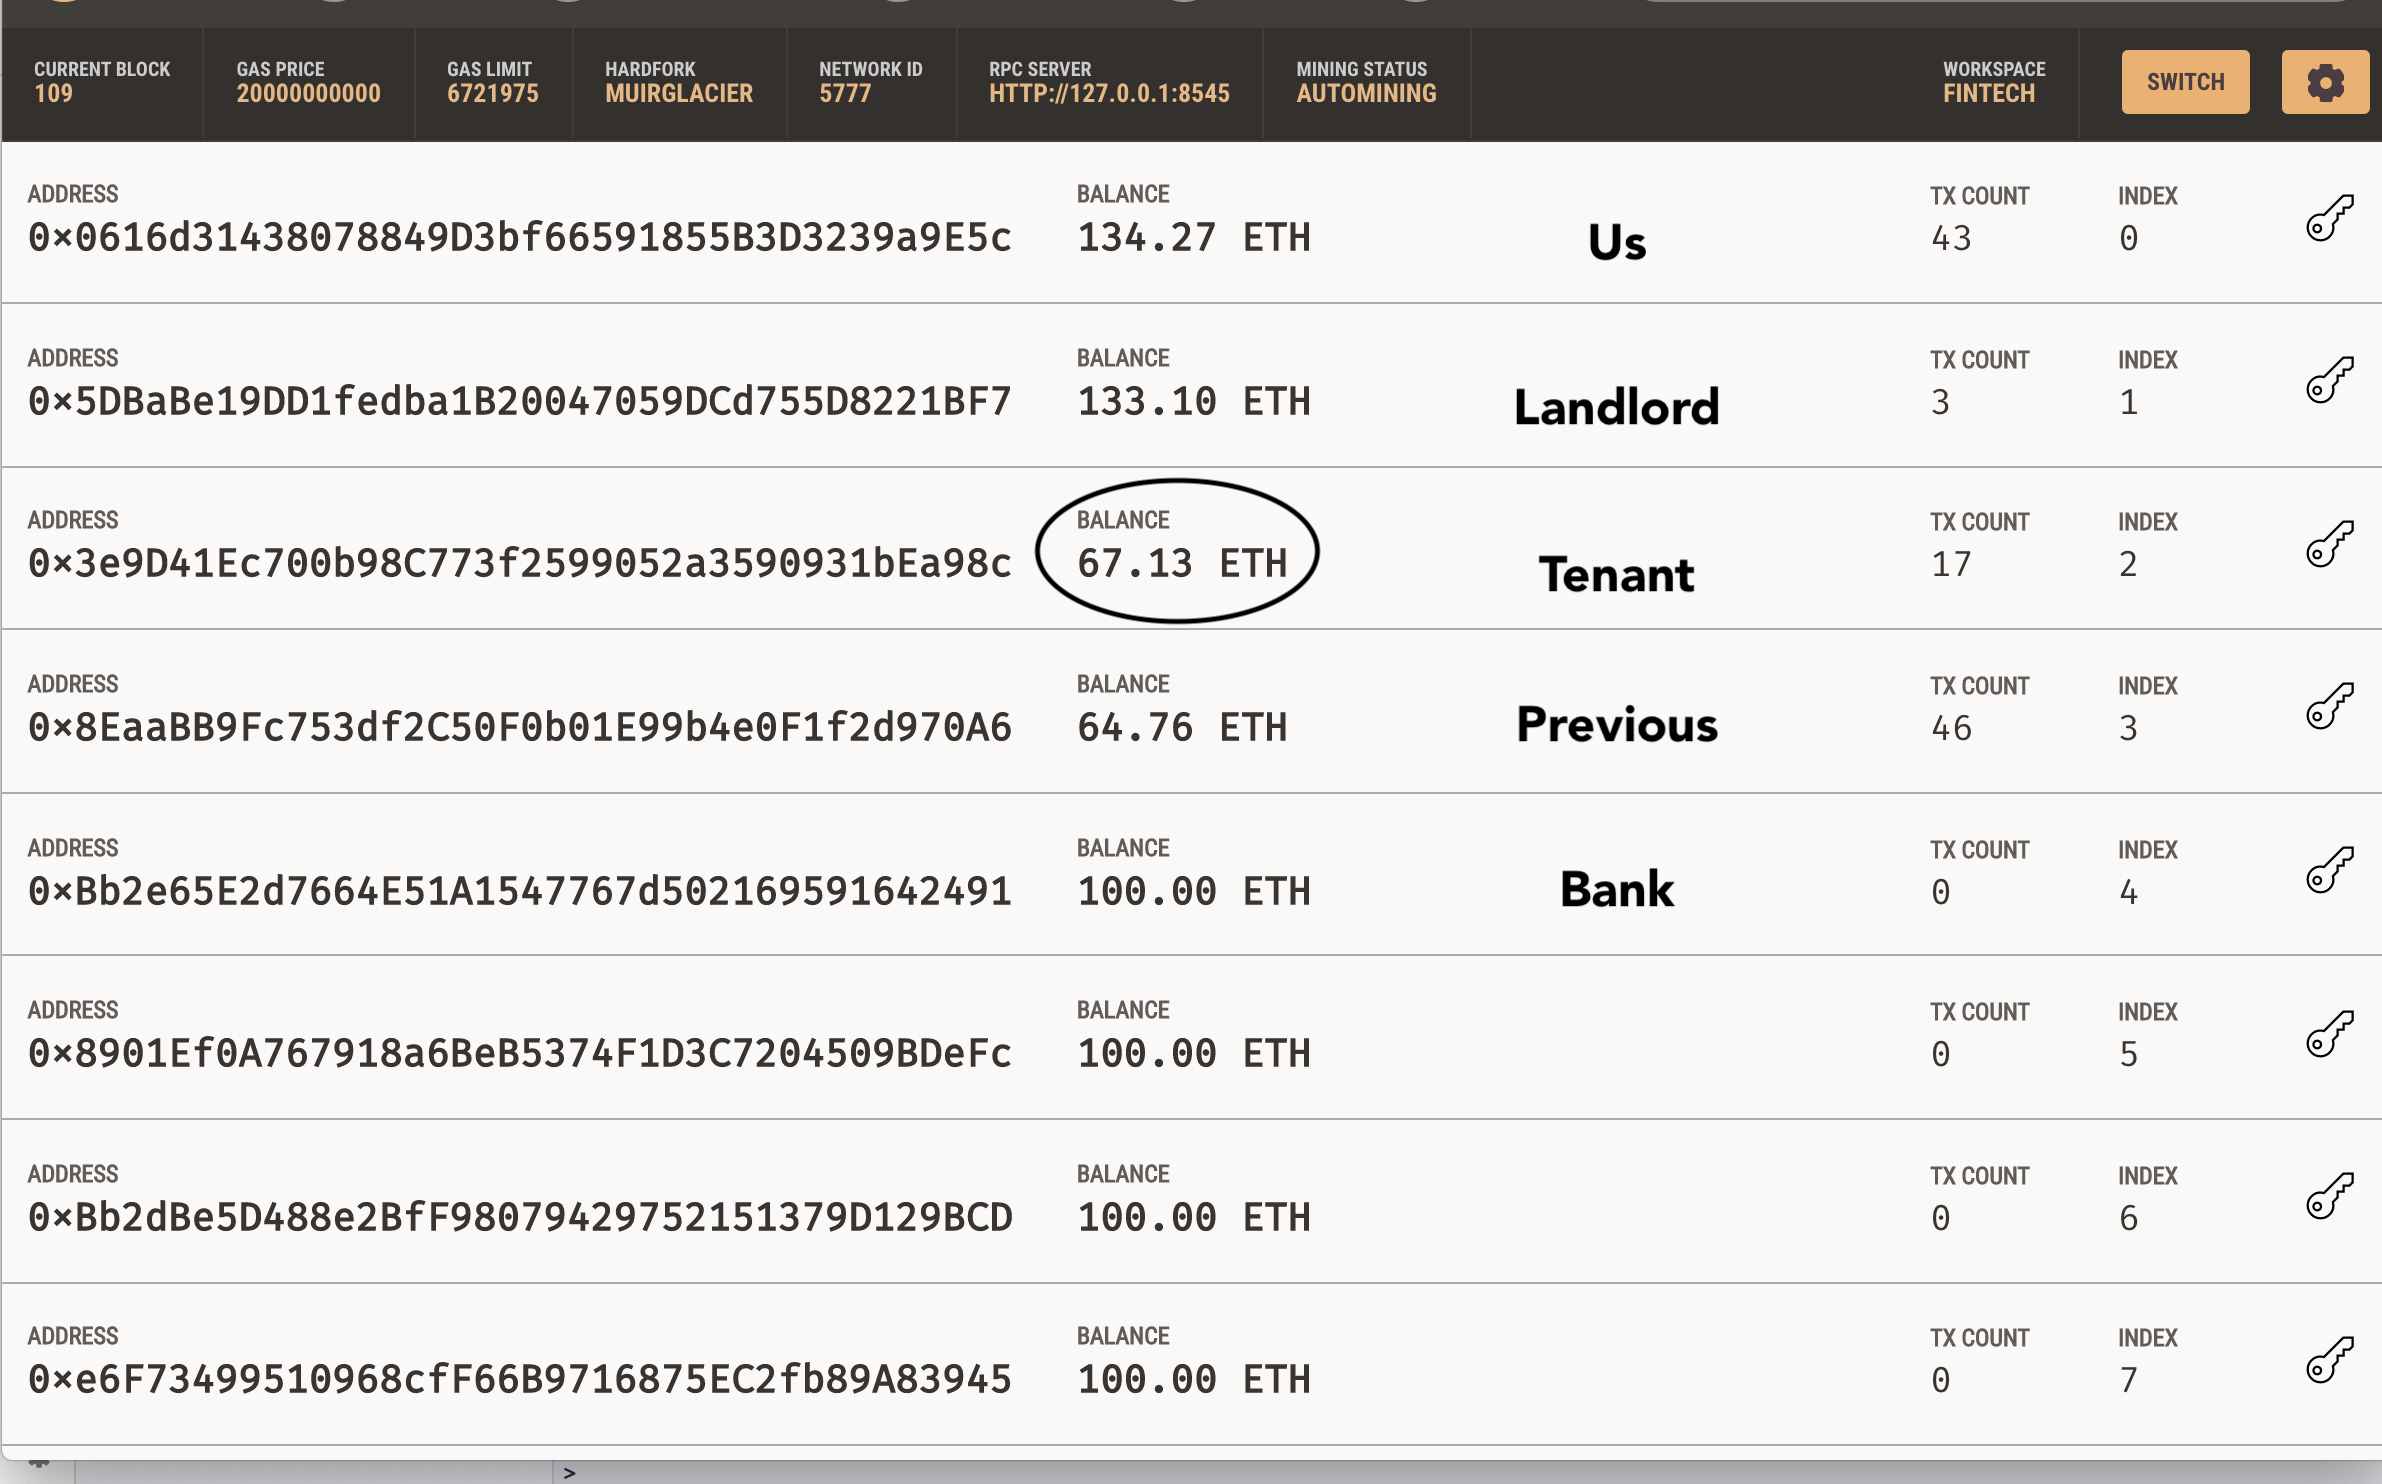 CURRENT BLOCK GAS PRICE GAS LIMIT HARDFORK NETWORK ID RPC SERVER MINING STATUS WORKSPACE SWITCH
109 20000000000 6721975 MUIRGLACIER 5777 HTTP://127.0.0.1:8545 AUTOMINING FINTECH
ADDRESS BALANCE TX COUNT INDEX
0×0616d31438078849D3bf66591855B3D3239a9E5c 134.27 ETH Us 43 0
ADDRESS BALANCE TX COUNT INDEX
0×5DBaBe19DD1fedba1B20047059DCd755D8221BF7 133.10 ETH Landlord 3 1
ADDRESS BALANCE TX COUNT INDEX
0×3e9D41Ec700b98C773f2599052a3590931bEa98c 67.13 ETH Tenant 17 2
ADDRESS BALANCE TX COUNT INDEX
0×8EaaBB9Fc753df2C50F0b01E99b4e0F1f2d970A6 64.76 ETH Previous 46 3
ADDRESS BALANCE TX COUNT INDEX
0×Bb2e65E2d7664E51A1547767d502169591642491 100.00 ETH Bank 0 4
ADDRESS BALANCE TX COUNT INDEX
0×8901Ef0A767918a6BeB5374F1D3C7204509BDeFc 100.00 ETH 0 5
ADDRESS BALANCE TX COUNT INDEX
0×Bb2dBe5D488e2BfF98079429752151379D129BCD 100.00 ETH 0 6
ADDRESS BALANCE TX COUNT INDEX
0×e6F73499510968cfF66B9716875EC2fb89A83945 100.00 ETH 0 7
>